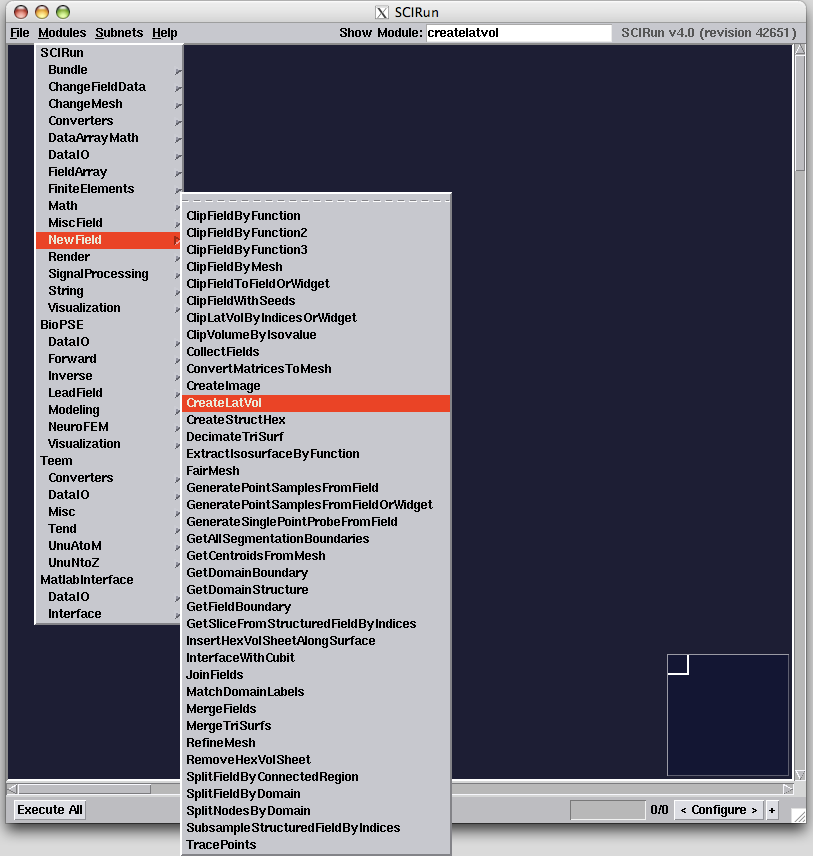 SCIRun
File Modules Subnets Help Show Module: createlatvol SCIRun v4.0 (revision 42651)
SCIRun
Bundle
ChangeFieldData
ChangeMesh
Converters
DataArrayMath
DataIO
FieldArray
FiniteElements
Math
MiscField
NewField
Render
SignalProcessing
String
Visualization
BioPSE
DataIO
Forward
Inverse
LeadField
Modeling
NeuroFEM
Visualization
Teem
Converters
DataIO
Misc
Tend
UnuAtoM
UnuNtoZ
MatlabInterface
DataIO
Interface
ClipFieldByFunction
ClipFieldByFunction2
ClipFieldByFunction3
ClipFieldByMesh
ClipFieldToFieldOrWidget
ClipFieldWithSeeds
ClipLatVolByIndicesOrWidget
ClipVolumeByIsovalue
CollectFields
ConvertMatricesToMesh
CreateImage
CreateLatVol
CreateStructHex
DecimateTriSurf
ExtractIsosurfaceByFunction
FairMesh
GeneratePointSamplesFromField
GeneratePointSamplesFromFieldOrWidget
GenerateSinglePointProbeFromField
GetAllSegmentationBoundaries
GetCentroidsFromMesh
GetDomainBoundary
GetDomainStructure
GetFieldBoundary
GetSliceFromStructuredFieldByIndices
InsertHexVolSheetAlongSurface
InterfaceWithCubit
JoinFields
MatchDomainLabels
MergeFields
MergeTriSurfs
RefineMesh
RemoveHexVolSheet
SplitFieldByConnectedRegion
SplitFieldByDomain
SplitNodesByDomain
SubsampleStructuredFieldByIndices
TracePoints
Execute All 0/0 < Configure > +